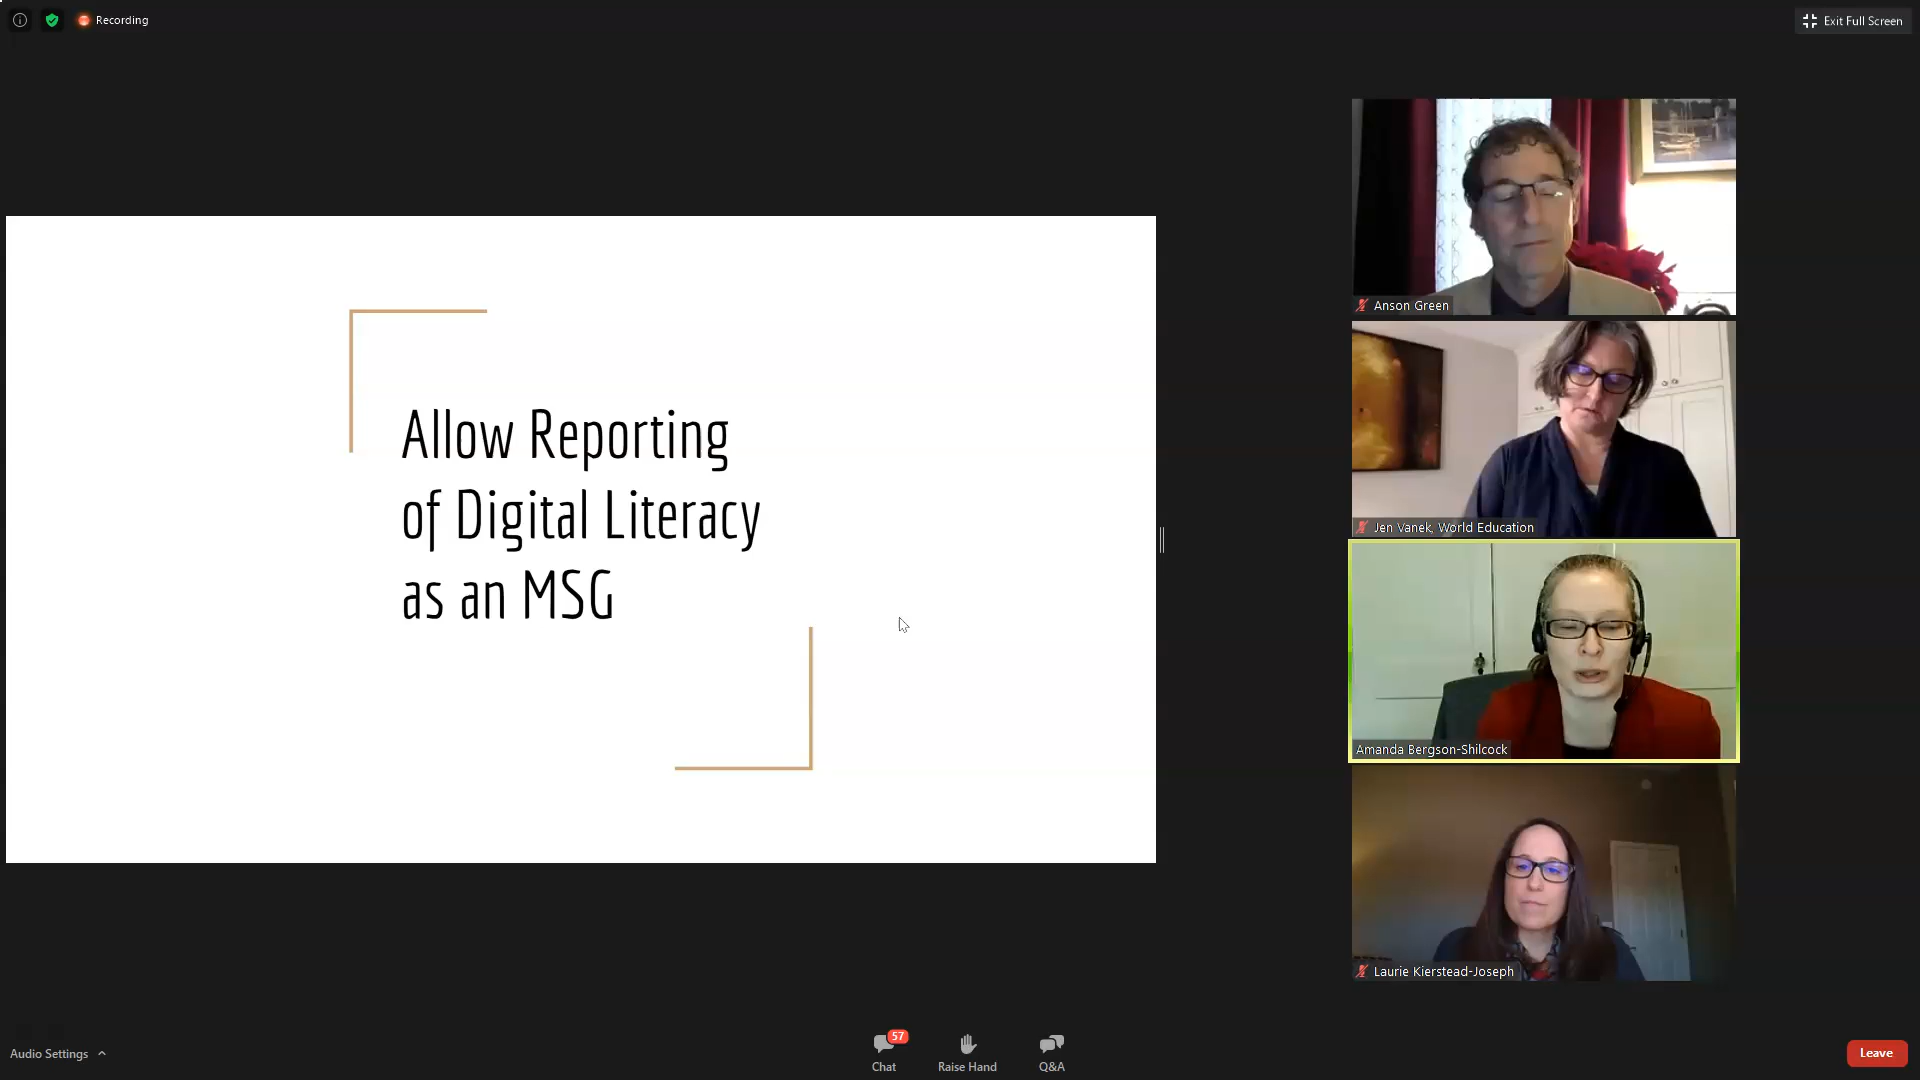 Recording
Exit Full Screen
Allow Reporting
of Digital Literacy
as an MSG
Anson Green
Jen Vanek, World Education
Amanda Bergson-Shilcock
Laurie Kierstead-Joseph
Audio Settings
57
Chat
Raise Hand
Q&A
Leave